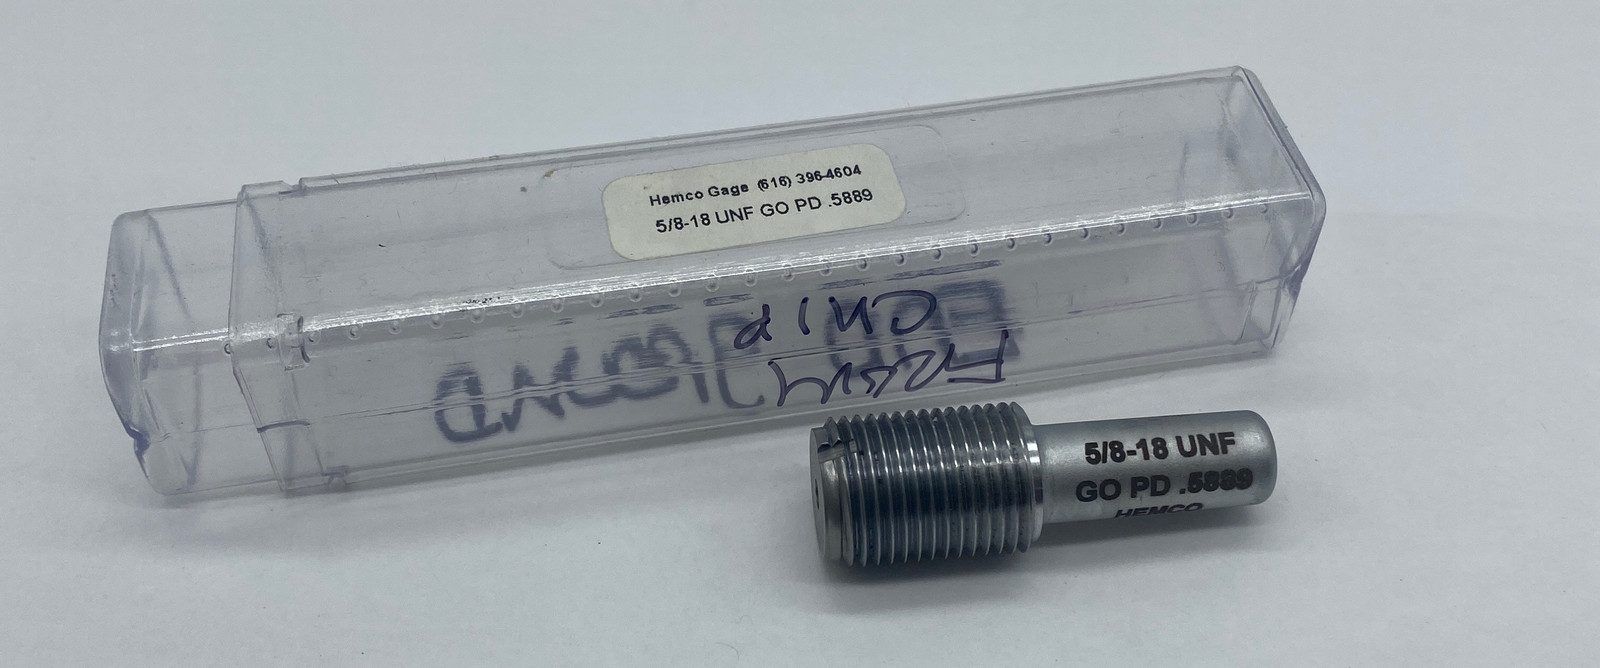 Hemco Gage (616) 396-4604
5/8-18 UNF GO PD .5889
CHIP
5/8-18 UNF
GO PD .5889
HEMCO